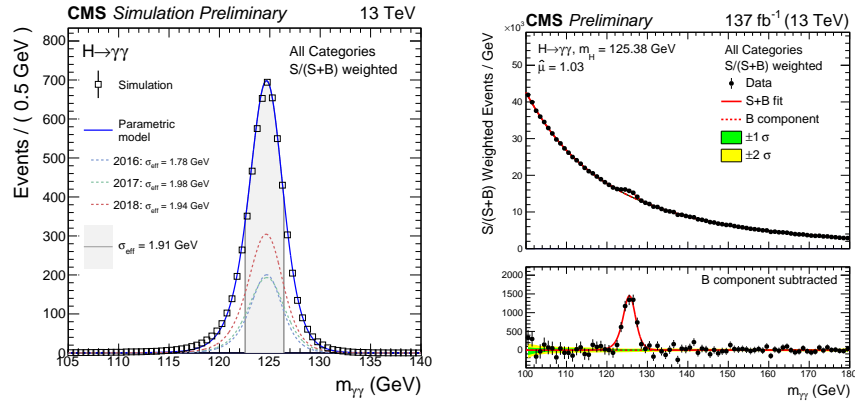 CMS Simulation Preliminary 13 TeV
Events / ( 0.5 GeV )
H→γγ
All Categories
S/(S+B) weighted
Simulation
Parametric
model
2016: σeff = 1.78 GeV
2017: σeff = 1.98 GeV
2018: σeff = 1.94 GeV
σeff = 1.91 GeV
800
700
600
500
400
300
200
100
0
105 110 115 120 125 130 135 140
mγγ (GeV)
CMS Preliminary 137 fb⁻¹ (13 TeV)
×10³
S/(S+B) Weighted Events / GeV
H→γγ, mH = 125.38 GeV
μ̂ = 1.03
All Categories
S/(S+B) weighted
Data
S+B fit
B component
±1 σ
±2 σ
50
40
30
20
10
0
B component subtracted
1500
1000
500
0
-500
100 110 120 130 140 150 160 170 180
mγγ (GeV)